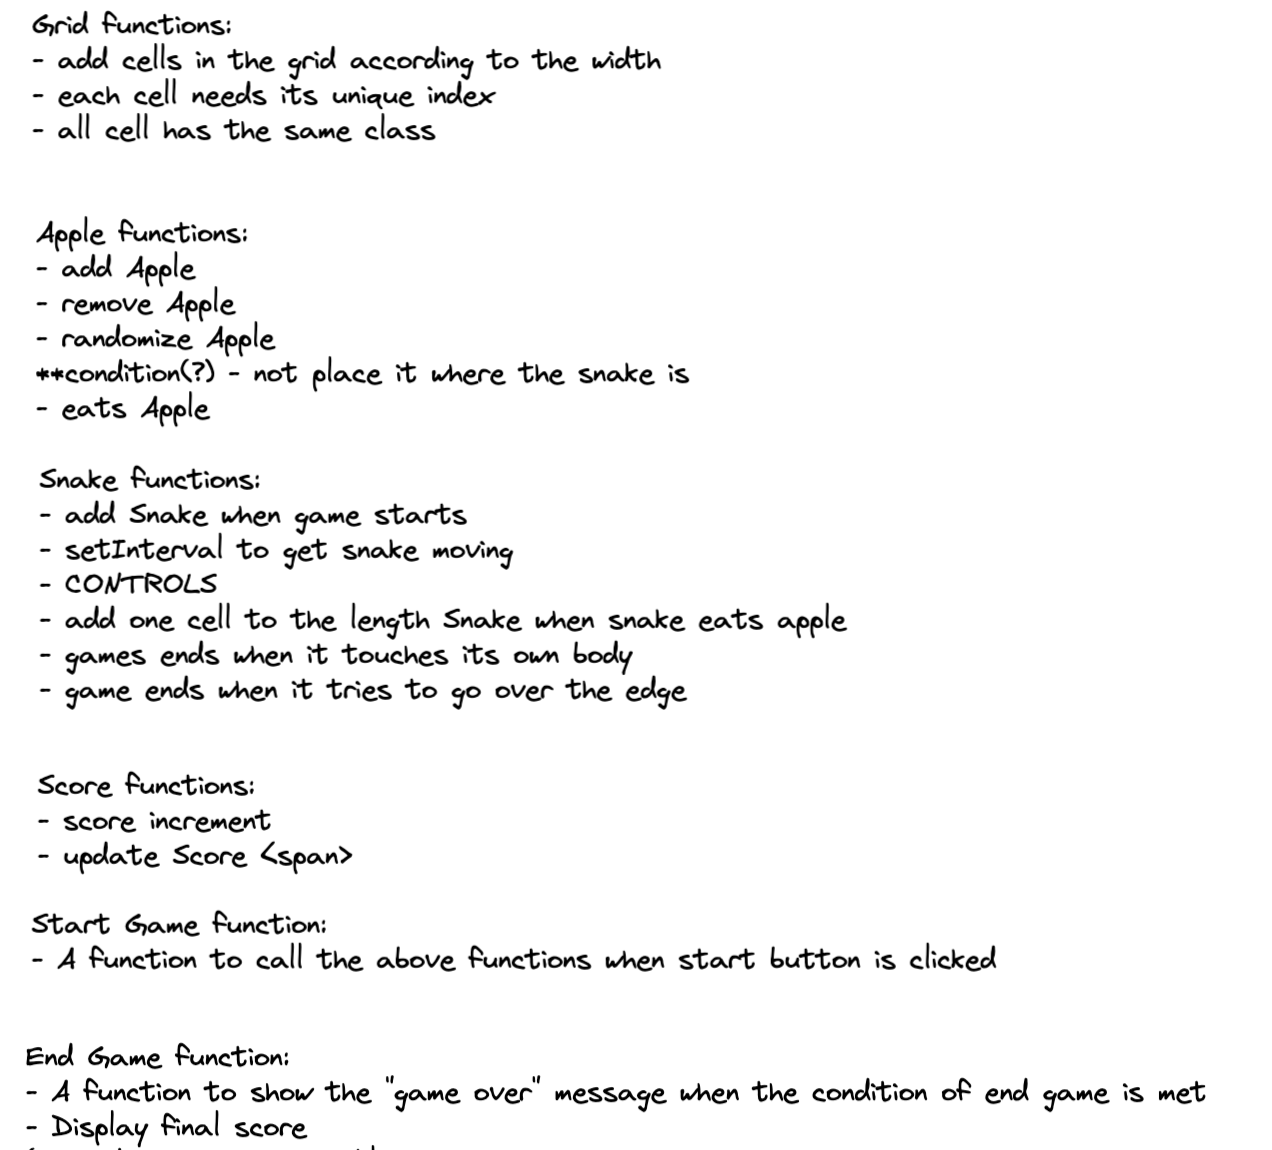 Grid functions:
- add cells in the grid according to the width
- each cell needs its unique index
- all cell has the same class
Apple functions:
- add Apple
- remove Apple
- randomize Apple
**condition(?) - not place it where the snake is
- eats Apple
Snake functions:
- add Snake when game starts
- setInterval to get snake moving
- CONTROLS
- add one cell to the length Snake when snake eats apple
- games ends when it touches its own body
- game ends when it tries to go over the edge
Score functions:
- score increment
- update Score <span>
Start Game function:
- A function to call the above functions when start button is clicked
End Game function:
- A function to show the "game over" message when the condition of end game is met
- Display final score